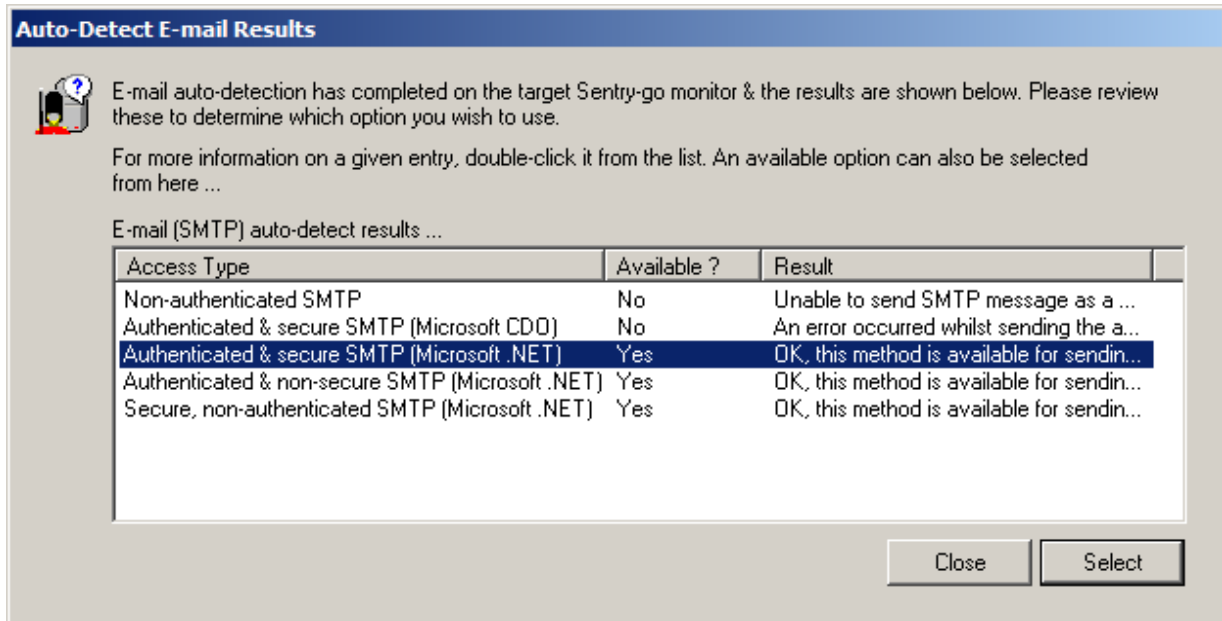 Auto-Detect E-mail Results
E-mail auto-detection has completed on the target Sentry-go monitor & the results are shown below. Please review
these to determine which option you wish to use.
For more information on a given entry, double-click it from the list. An available option can also be selected
from here ...
E-mail (SMTP) auto-detect results ...
Access Type Available ? Result
Non-authenticated SMTP No Unable to send SMTP message as a ...
Authenticated & secure SMTP (Microsoft CDO) No An error occurred whilst sending the a...
Authenticated & secure SMTP (Microsoft .NET) Yes OK, this method is available for sendin...
Authenticated & non-secure SMTP (Microsoft .NET) Yes OK, this method is available for sendin...
Secure, non-authenticated SMTP (Microsoft .NET) Yes OK, this method is available for sendin...
Close Select